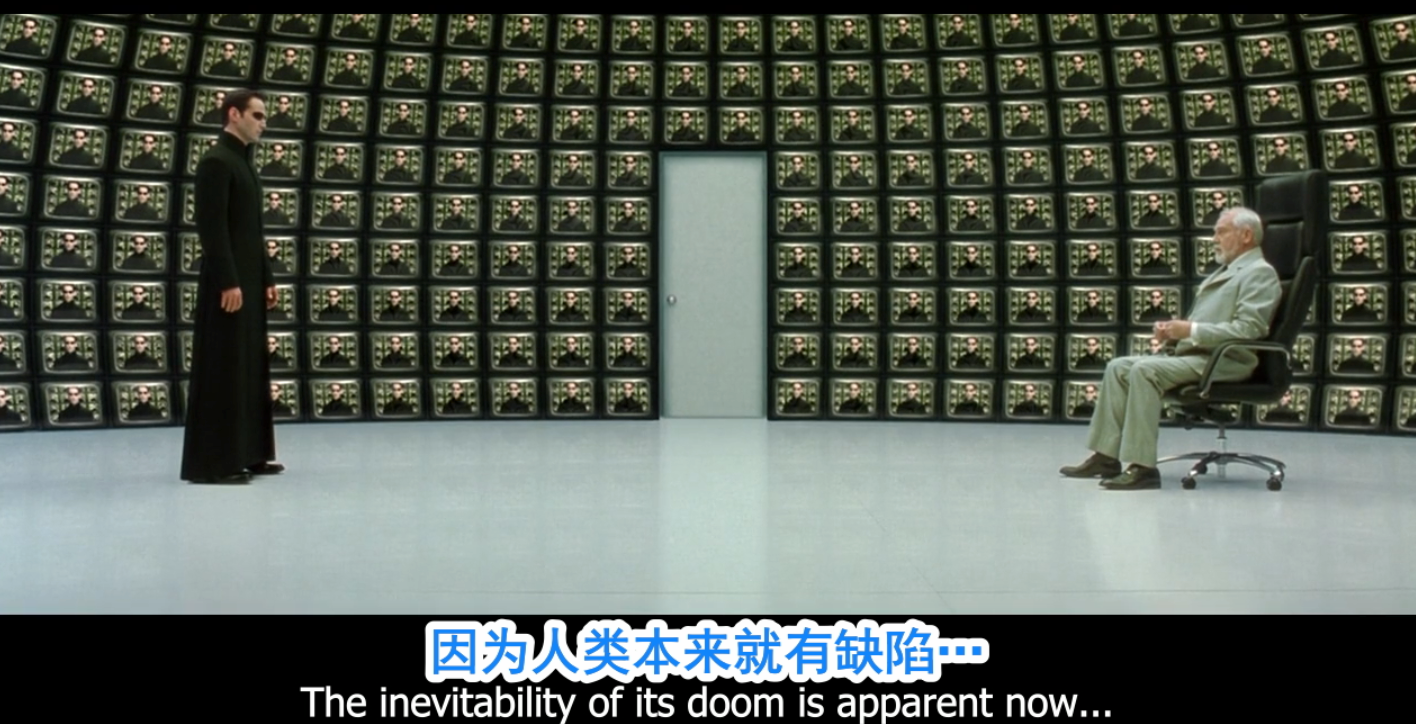 因为人类本来就有缺陷…
The inevitability of its doom is apparent now...